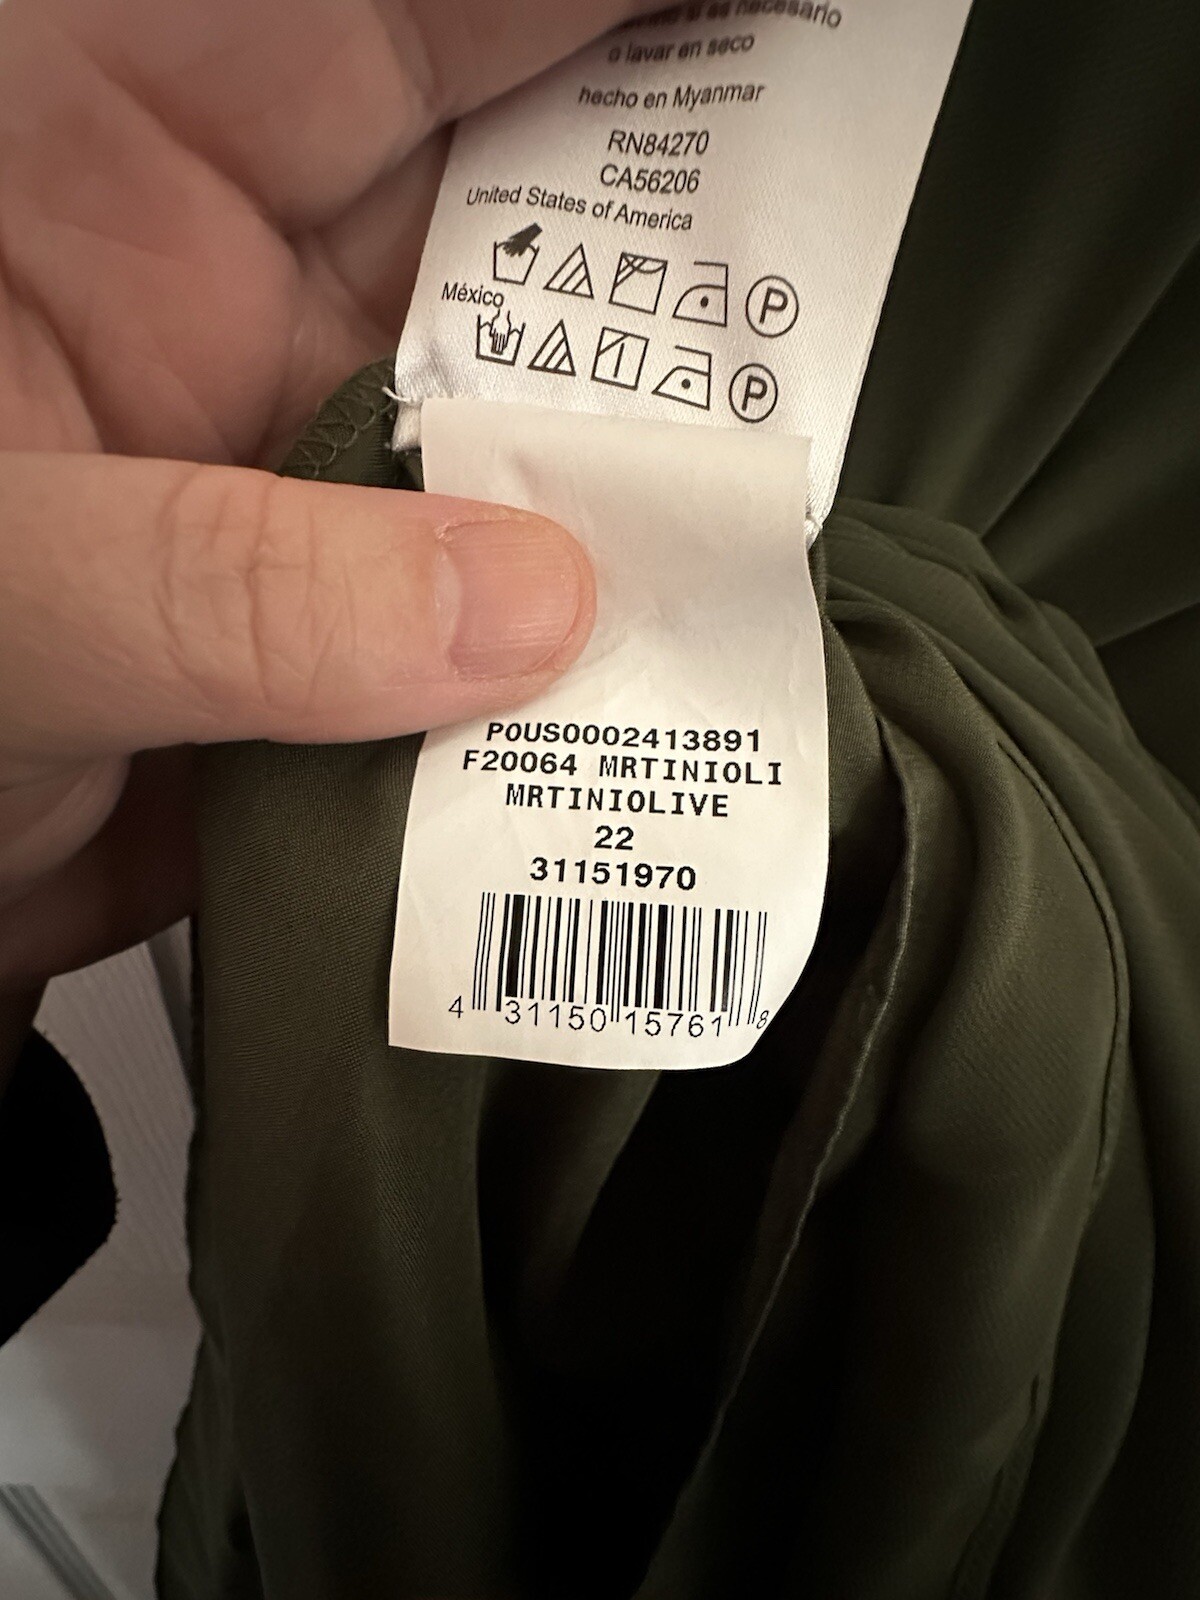 si es necesario
o lavar en seco
hecho en Myanmar
RN84270
CA56206
United States of America
P
México
P
POUS0002413891
F20064 MRTINIOLI
MRTINIOLIVE
22
31151970
4 31150 15761 8